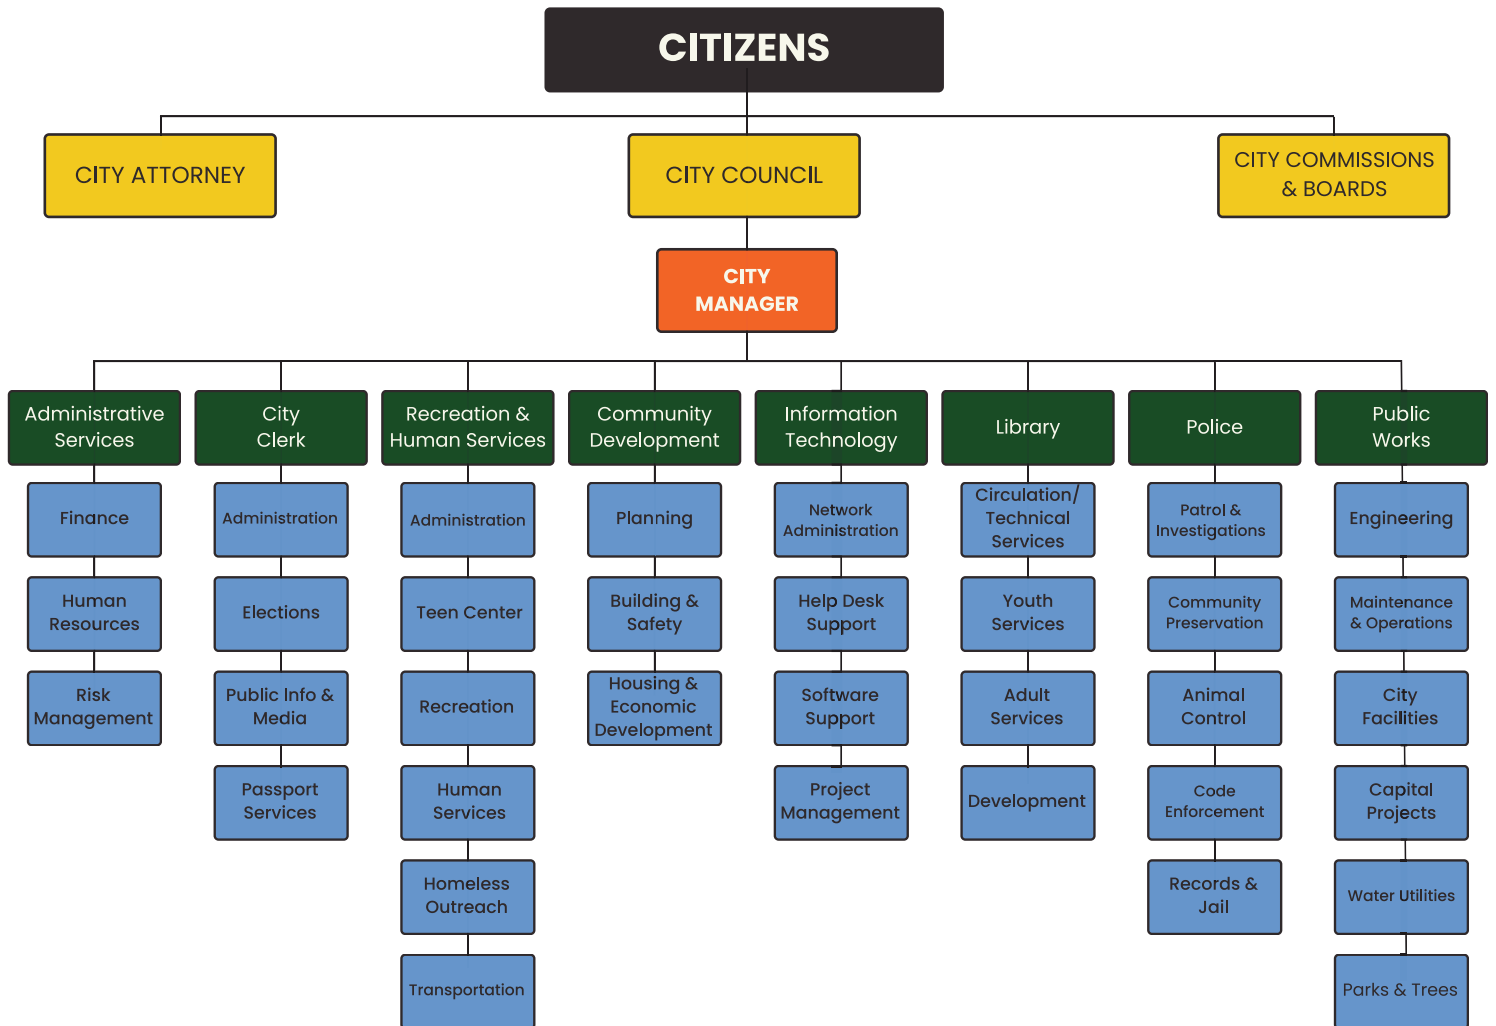 CITIZENS
CITY ATTORNEY
CITY COUNCIL
CITY COMMISSIONS
& BOARDS
CITY
MANAGER
Administrative
Services
City
Clerk
Recreation &
Human Services
Community
Development
Information
Technology
Library
Police
Public
Works
Finance
Human
Resources
Risk
Management
Administration
Elections
Public Info &
Media
Passport
Services
Administration
Teen Center
Recreation
Human
Services
Homeless
Outreach
Transportation
Planning
Building &
Safety
Housing &
Economic
Development
Network
Administration
Help Desk
Support
Software
Support
Project
Management
Circulation/
Technical
Services
Youth
Services
Adult
Services
Development
Patrol &
Investigations
Community
Preservation
Animal
Control
Code
Enforcement
Records &
Jail
Engineering
Maintenance
& Operations
City
Facilities
Capital
Projects
Water Utilities
Parks & Trees